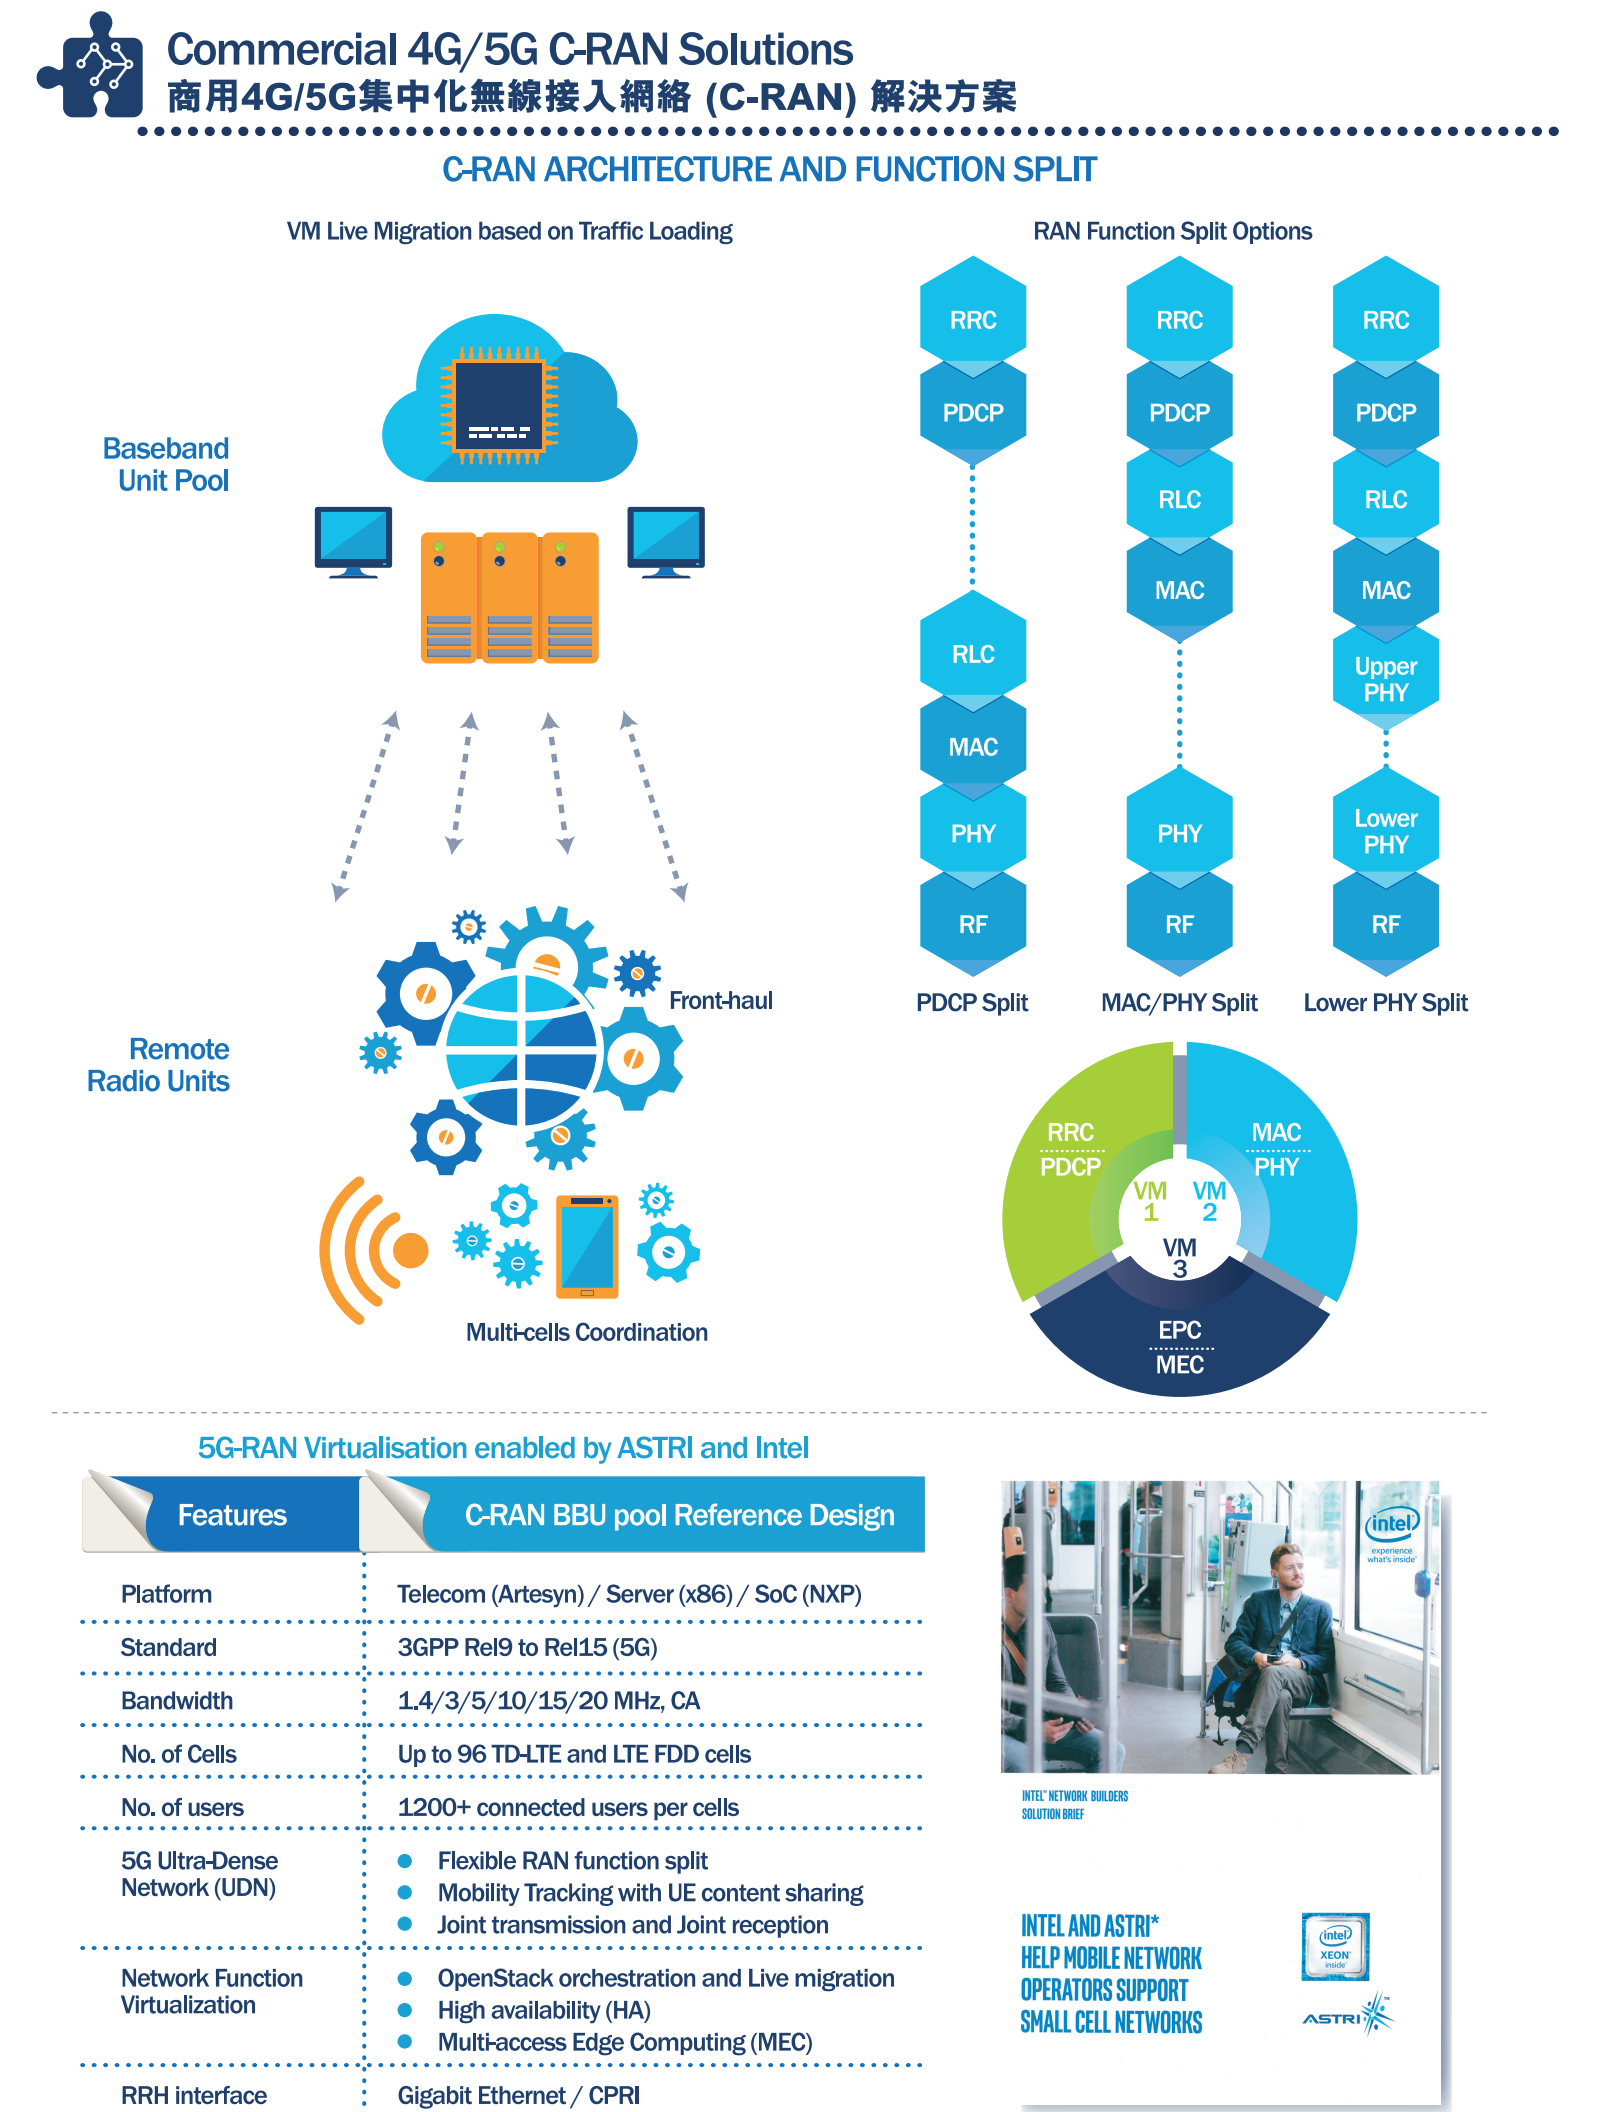 Commercial 4G/5G C-RAN Solutions
商用4G/5G集中化無線接入網絡 (C-RAN) 解決方案
C-RAN ARCHITECTURE AND FUNCTION SPLIT
VM Live Migration based on Traffic Loading
Baseband
Unit Pool
Remote
Radio Units
Front-haul
Multi-cells Coordination
RAN Function Split Options
RRC
PDCP
RLC
MAC
PHY
RF
PDCP Split
RRC
PDCP
RLC
MAC
PHY
RF
MAC/PHY Split
RRC
PDCP
RLC
MAC
Upper
PHY
Lower
PHY
RF
Lower PHY Split
RRC
PDCP
VM
1
MAC
PHY
VM
2
VM
3
EPC
MEC
5G-RAN Virtualisation enabled by ASTRI and Intel
Features
C-RAN BBU pool Reference Design
Platform
Telecom (Artesyn) / Server (x86) / SoC (NXP)
Standard
3GPP Rel9 to Rel15 (5G)
Bandwidth
1.4/3/5/10/15/20 MHz, CA
No. of Cells
Up to 96 TD-LTE and LTE FDD cells
No. of users
1200+ connected users per cells
5G Ultra-Dense
Network (UDN)
● Flexible RAN function split
● Mobility Tracking with UE content sharing
● Joint transmission and Joint reception
Network Function
Virtualization
● OpenStack orchestration and Live migration
● High availability (HA)
● Multi-access Edge Computing (MEC)
RRH interface
Gigabit Ethernet / CPRI
intel
experience
what's inside™
INTEL® NETWORK BUILDERS
SOLUTION BRIEF
INTEL AND ASTRI*
HELP MOBILE NETWORK
OPERATORS SUPPORT
SMALL CELL NETWORKS
intel
XEON®
inside™
ASTRI™